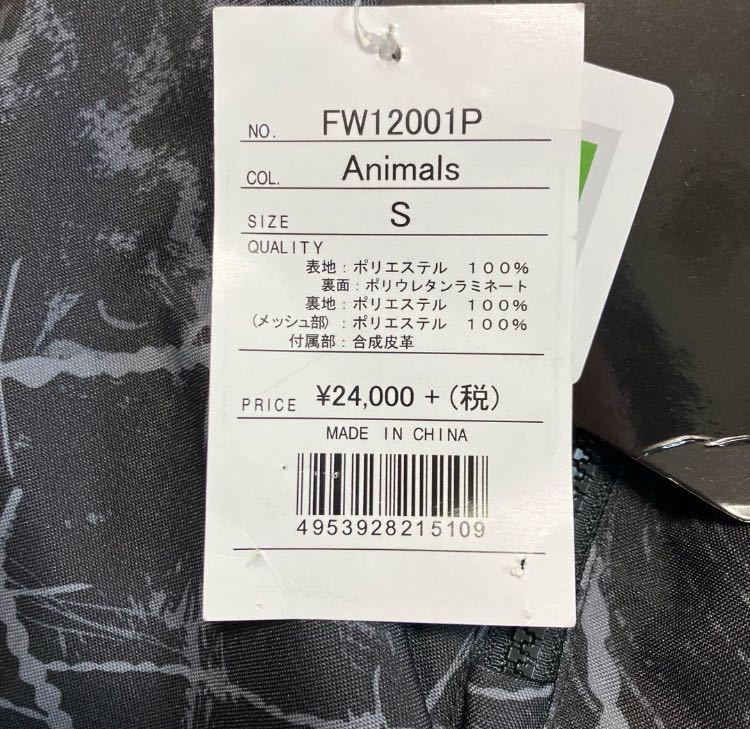 NO. FW12001P
COL. Animals
SIZE S
QUALITY
表地:ポリエステル 100%
裏面:ポリウレタンラミネート
裏地:ポリエステル 100%
(メッシュ部):ポリエステル 100%
付属部:合成皮革
PRICE ¥24,000+(税)
MADE IN CHINA
4953928215109